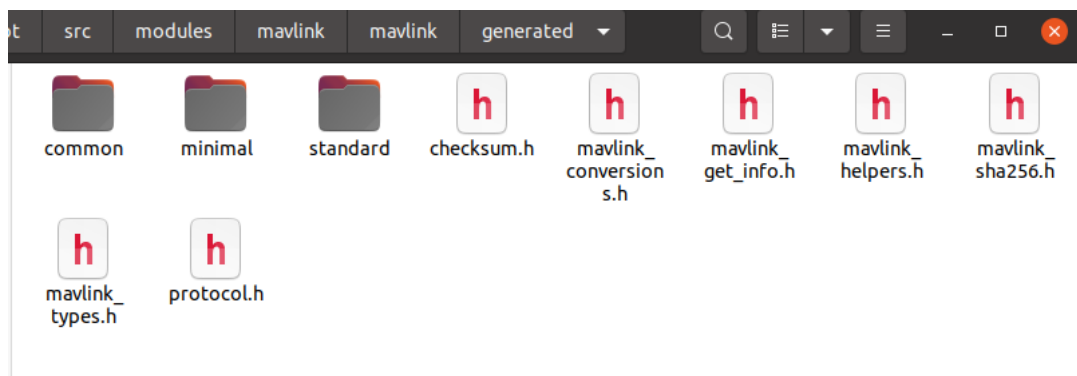 ot src modules mavlink mavlink generated
common minimal standard checksum.h mavlink_ mavlink_ mavlink_ mavlink_
conversion get_info.h helpers.h sha256.h
s.h
mavlink_ protocol.h
types.h